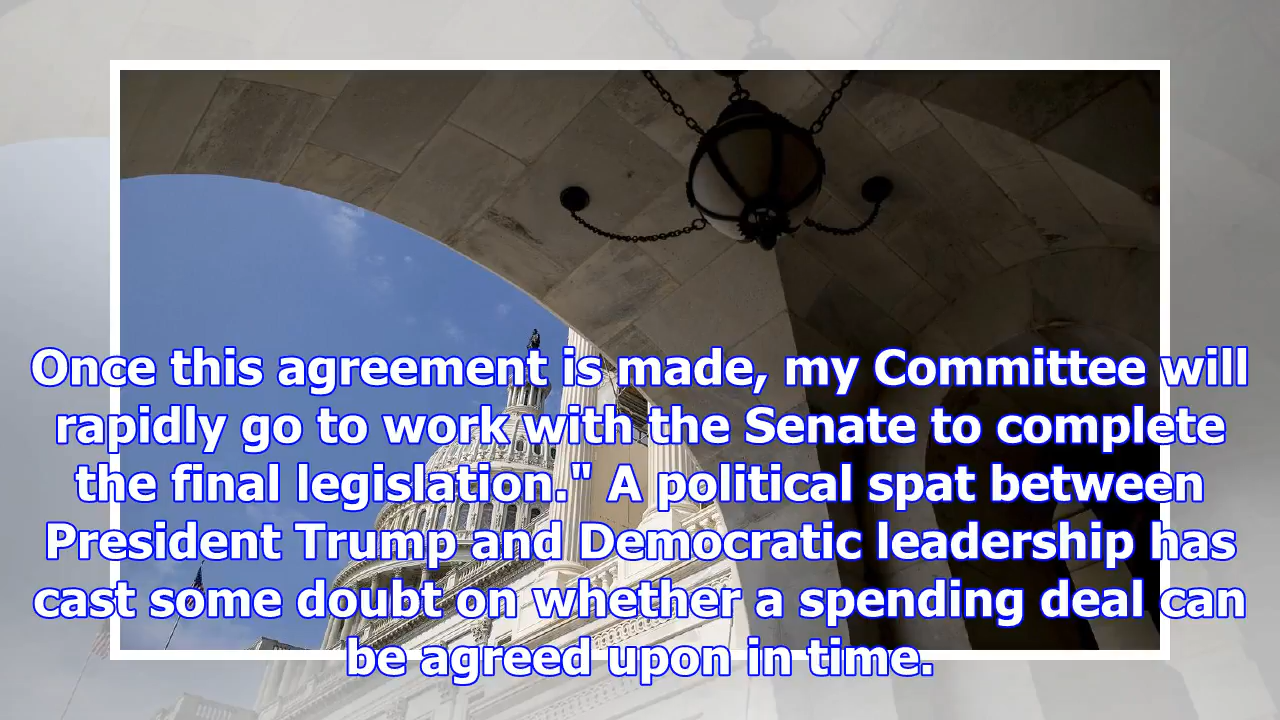 Once this agreement is made, my Committee will
rapidly go to work with the Senate to complete
the final legislation." A political spat between
President Trump and Democratic leadership has
cast some doubt on whether a spending deal can
be agreed upon in time.